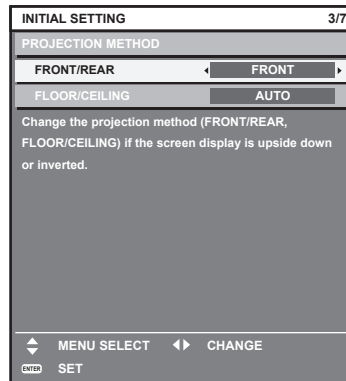 INITIAL SETTING 3/7
PROJECTION METHOD
FRONT/REAR FRONT
FLOOR/CEILING AUTO
Change the projection method (FRONT/REAR,
FLOOR/CEILING) if the screen display is upside down
or inverted.
MENU SELECT CHANGE
ENTER SET